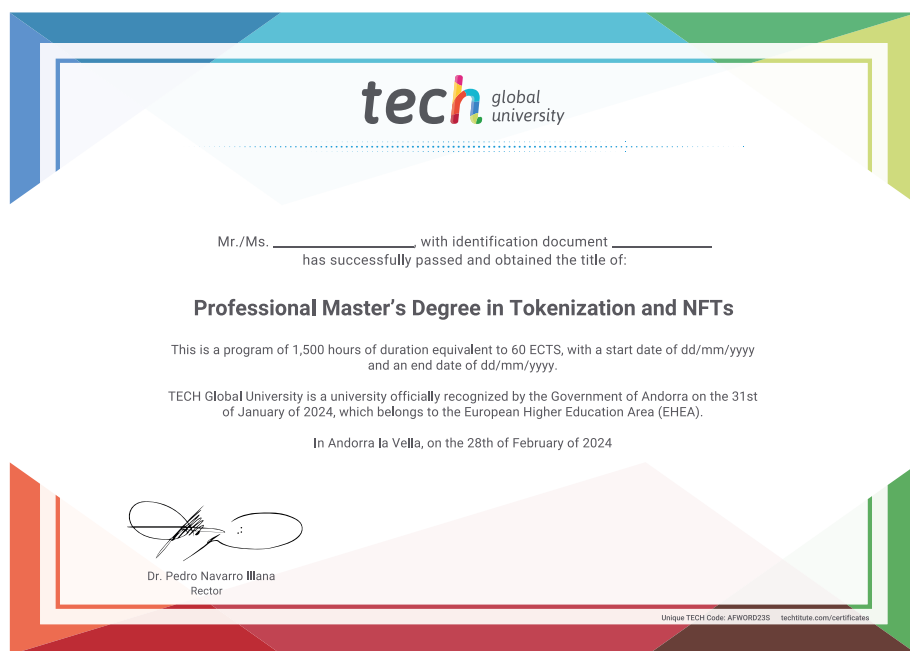 tech global
university
Mr./Ms. ____________, with identification document ____________
has successfully passed and obtained the title of:
Professional Master’s Degree in Tokenization and NFTs
This is a program of 1,500 hours of duration equivalent to 60 ECTS, with a start date of dd/mm/yyyy
and an end date of dd/mm/yyyy.
TECH Global University is a university officially recognized by the Government of Andorra on the 31st
of January of 2024, which belongs to the European Higher Education Area (EHEA).
In Andorra la Vella, on the 28th of February of 2024
Dr. Pedro Navarro Illana
Rector
Unique TECH Code: AFWORD23S techtitute.com/certificates